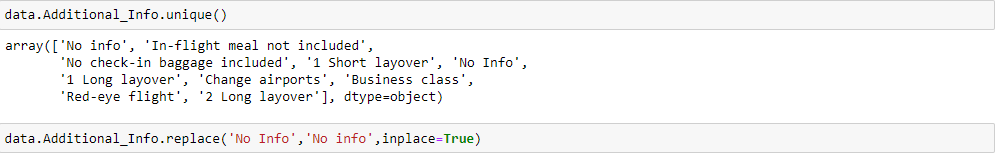 data.Additional_Info.unique()
array(['No info', 'In-flight meal not included',
'No check-in baggage included', '1 Short layover', 'No Info',
'1 Long layover', 'Change airports', 'Business class',
'Red-eye flight', '2 Long layover'], dtype=object)
data.Additional_Info.replace('No Info','No info',inplace=True)